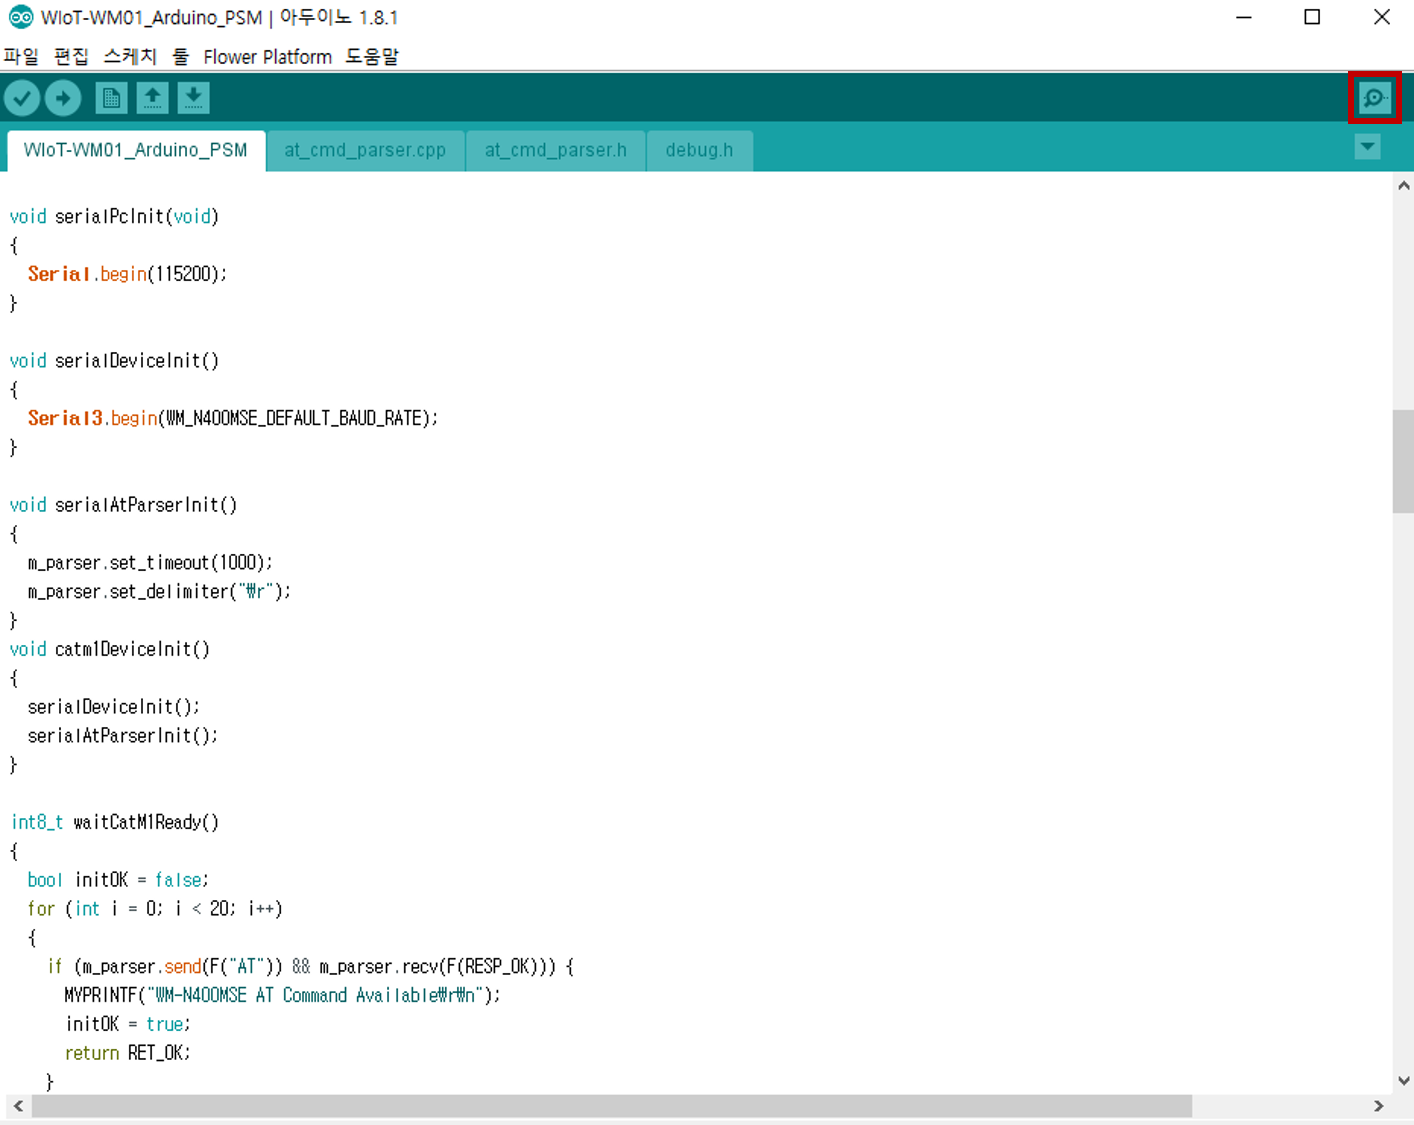 WIoT-WM01_Arduino_PSM | 아두이노 1.8.1
파일 편집 스케치 툴 Flower Platform 도움말
WIoT-WM01_Arduino_PSM at_cmd_parser.cpp at_cmd_parser.h debug.h
void serialPcInit(void)
{
Serial.begin(115200);
}
void serialDeviceInit()
{
Serial3.begin(WM_N400MSE_DEFAULT_BAUD_RATE);
}
void serialAtParserInit()
{
m_parser.set_timeout(1000);
m_parser.set_delimiter("₩r");
}
void catm1DeviceInit()
{
serialDeviceInit();
serialAtParserInit();
}
int8_t waitCatM1Ready()
{
bool initOK = false;
for (int i = 0; i < 20; i++)
{
if (m_parser.send(F("AT")) && m_parser.recv(F(RESP_OK))) {
MYPRINTF("WM-N400MSE AT Command Available₩r₩n");
initOK = true;
return RET_OK;
}